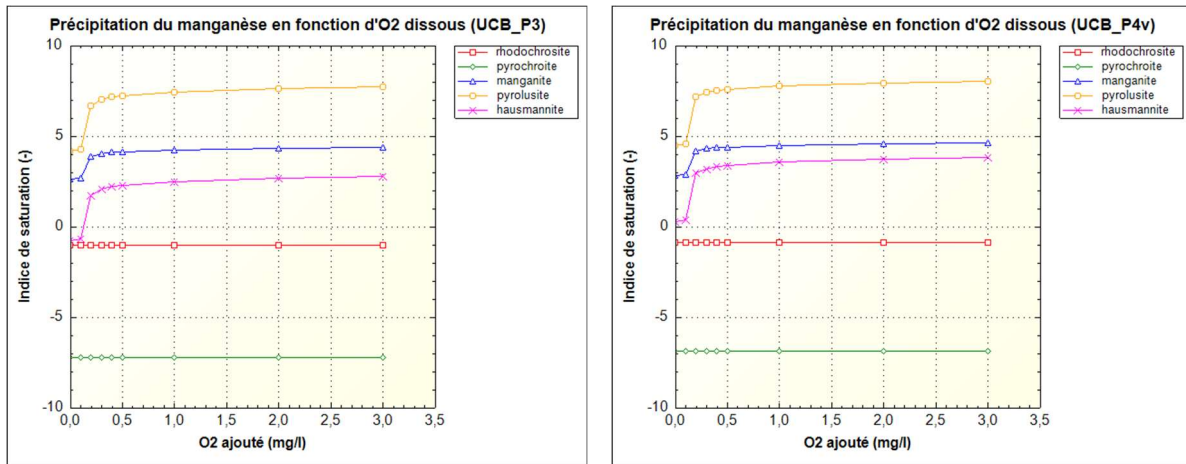 Précipitation du manganèse en fonction d'O2 dissous (UCB_P3)
rhodochrosite
pyrochroite
manganite
pyrolusite
hausmannite
Indice de saturation (-)
10
5
0
-5
-10
0,0 0,5 1,0 1,5 2,0 2,5 3,0 3,5
O2 ajouté (mg/l)
Précipitation du manganèse en fonction d'O2 dissous (UCB_P4v)
rhodochrosite
pyrochroite
manganite
pyrolusite
hausmannite
Indice de saturation (-)
10
5
0
-5
-10
0,0 0,5 1,0 1,5 2,0 2,5 3,0 3,5
O2 ajouté (mg/l)